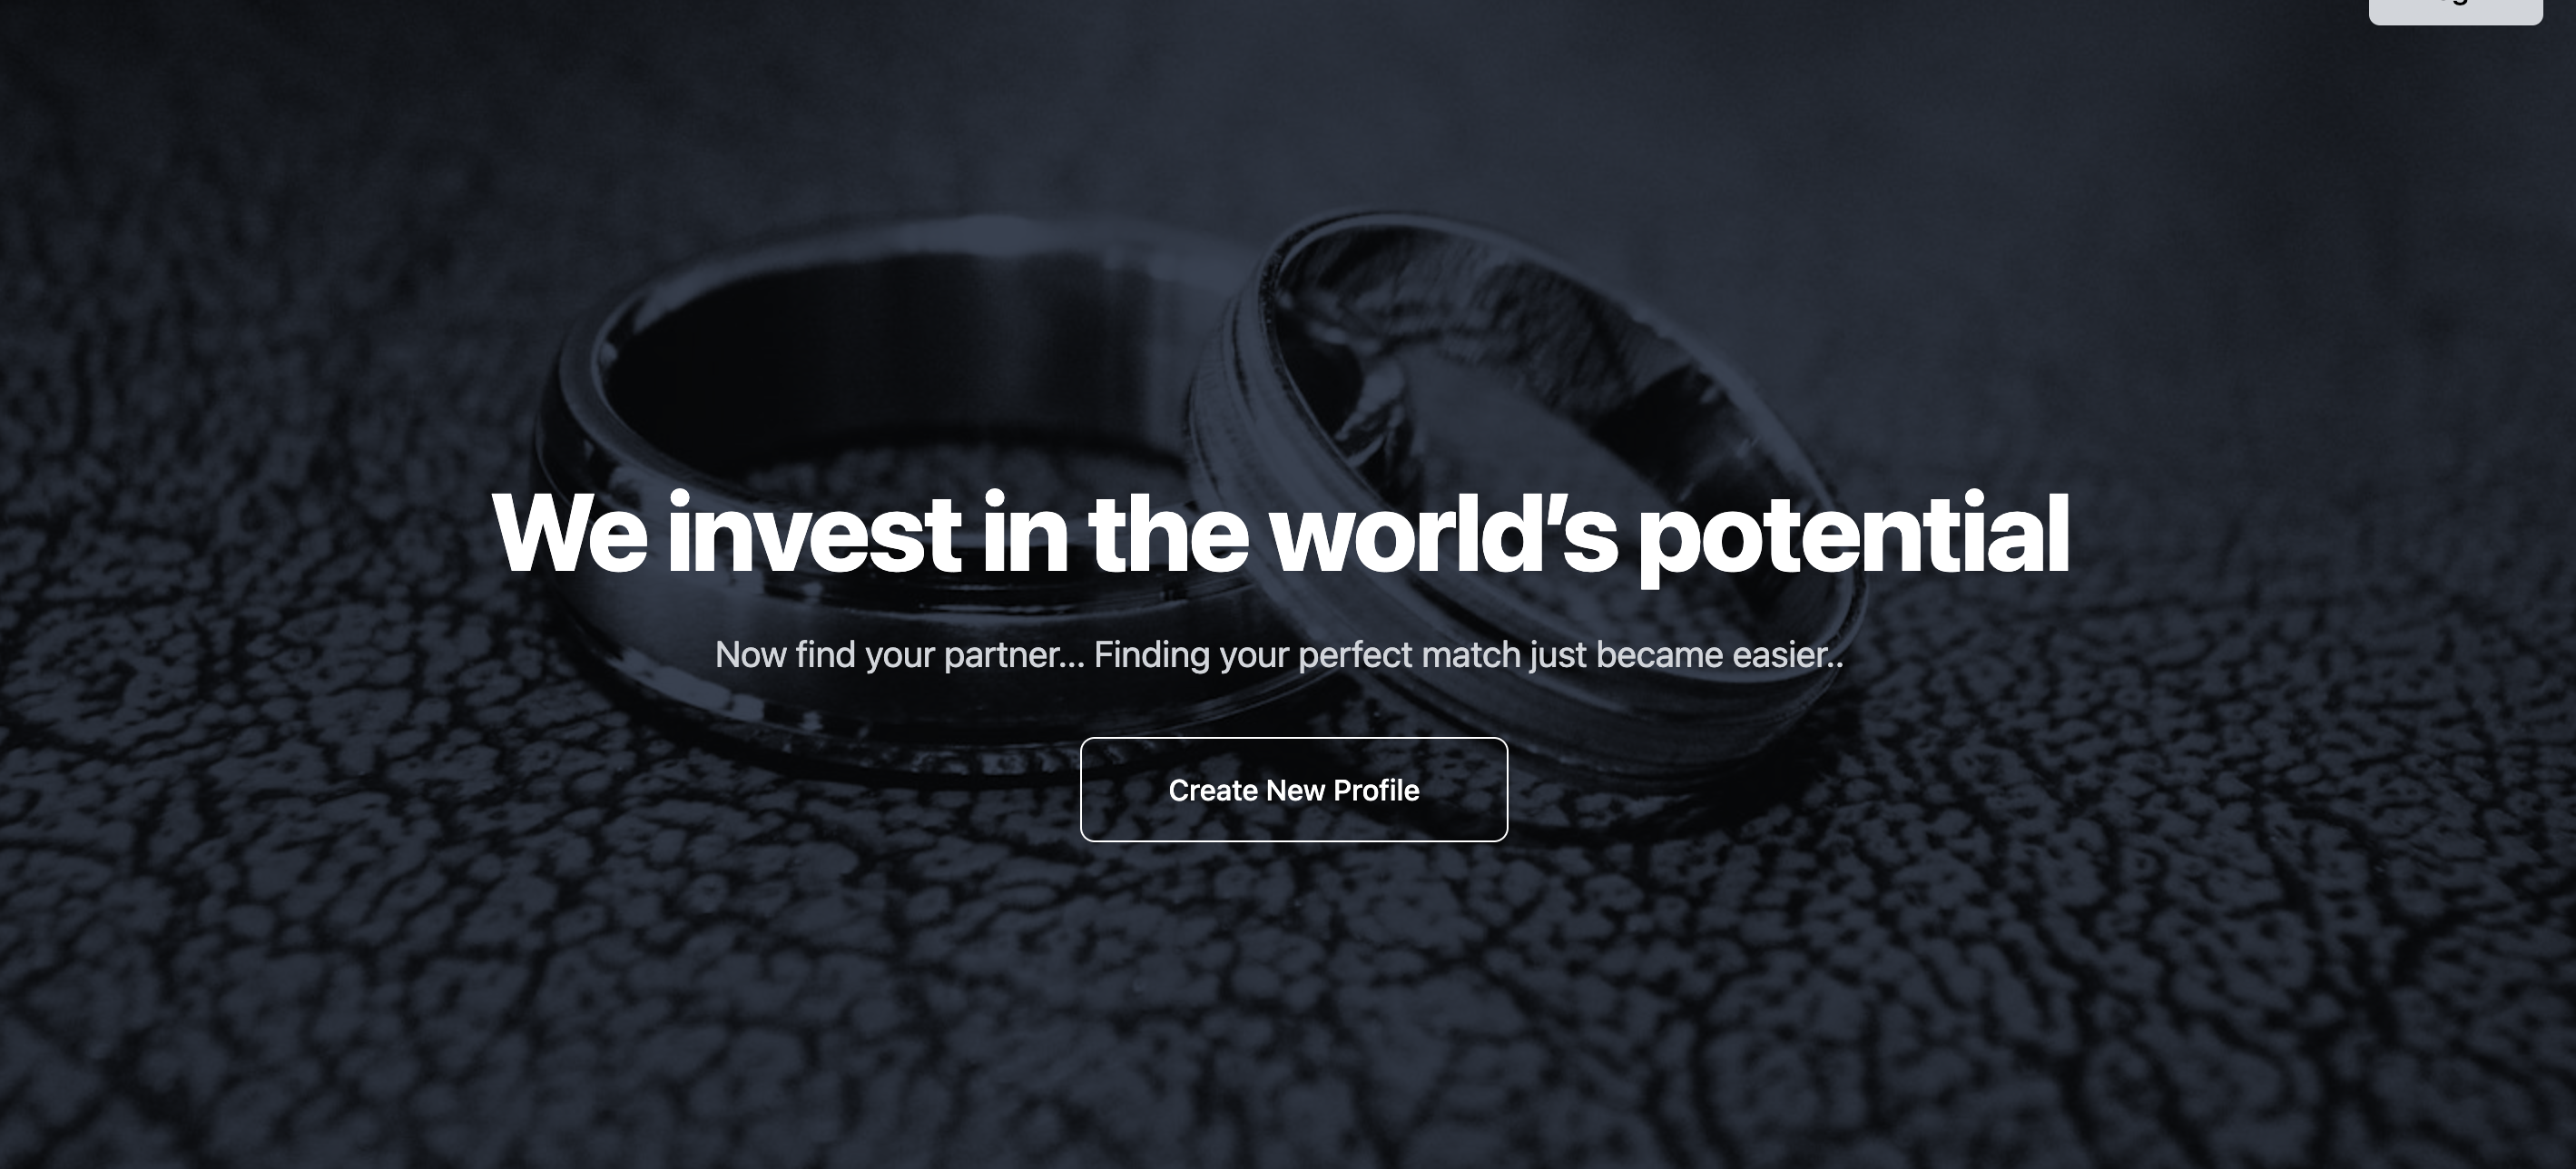 We invest in the world’s potential
Now find your partner... Finding your perfect match just became easier..
Create New Profile